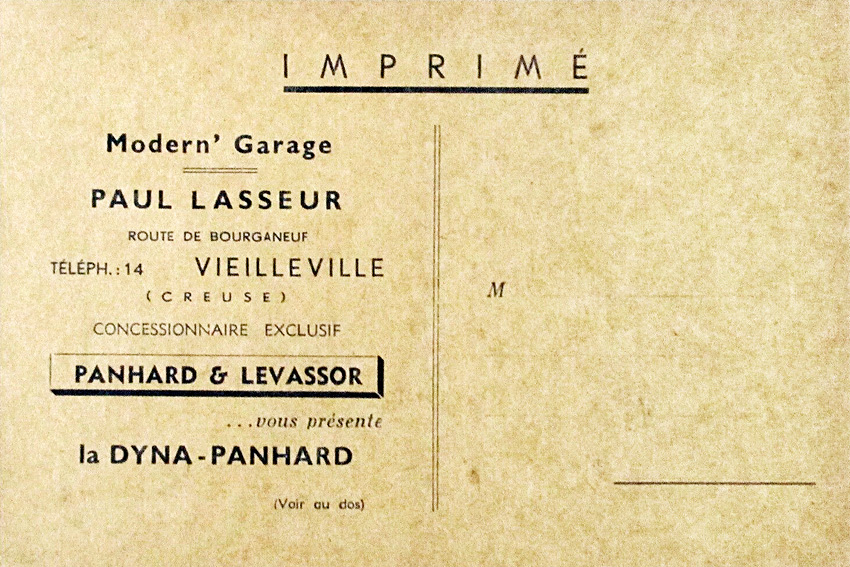 IMPRIMÉ
Modern' Garage
PAUL LASSEUR
ROUTE DE BOURGANEUF
TÉLÉPH.: 14 VIEILLEVILLE
(CREUSE)
CONCESSIONNAIRE EXCLUSIF
PANHARD & LEVASSOR
...vous présente
la DYNA-PANHARD
(Voir au dos)
M